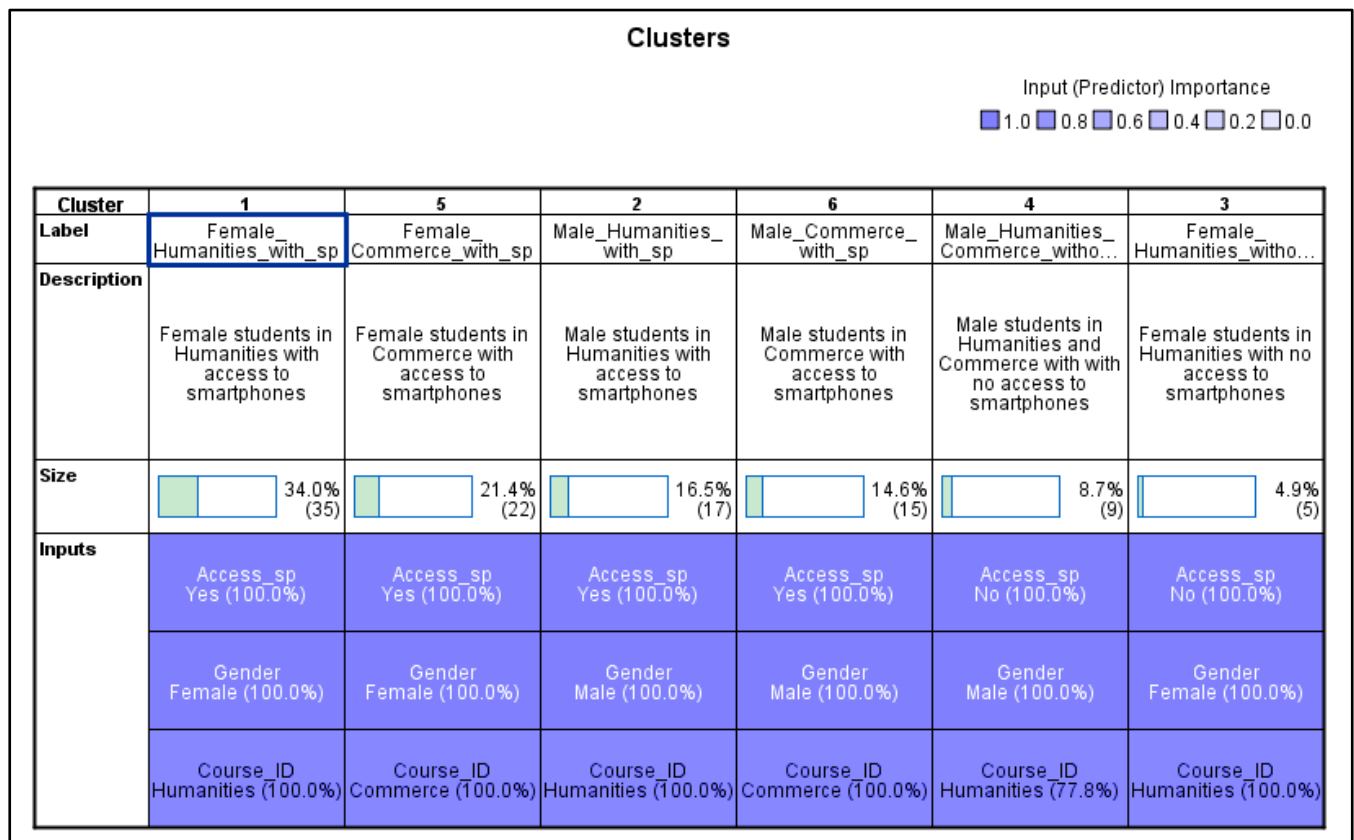 Clusters
Input (Predictor) Importance
1.0 0.8 0.6 0.4 0.2 0.0
Cluster 1 5 2 6 4 3
Label
Female_
Humanities_with_sp
Female_
Commerce_with_sp
Male_Humanities_
with_sp
Male_Commerce_
with_sp
Male_Humanities_
Commerce_witho...
Female_
Humanities_witho...
Description
Female students in
Humanities with
access to
smartphones
Female students in
Commerce with
access to
smartphones
Male students in
Humanities with
access to
smartphones
Male students in
Commerce with
access to
smartphones
Male students in
Humanities and
Commerce with with
no access to
smartphones
Female students in
Humanities with no
access to
smartphones
Size
34.0%
(35)
21.4%
(22)
16.5%
(17)
14.6%
(15)
8.7%
(9)
4.9%
(5)
Inputs
Access_sp
Yes (100.0%)
Access_sp
Yes (100.0%)
Access_sp
Yes (100.0%)
Access_sp
Yes (100.0%)
Access_sp
No (100.0%)
Access_sp
No (100.0%)
Gender
Female (100.0%)
Gender
Female (100.0%)
Gender
Male (100.0%)
Gender
Male (100.0%)
Gender
Male (100.0%)
Gender
Female (100.0%)
Course_ID
Humanities (100.0%)
Course_ID
Commerce (100.0%)
Course_ID
Humanities (100.0%)
Course_ID
Commerce (100.0%)
Course_ID
Humanities (77.8%)
Course_ID
Humanities (100.0%)